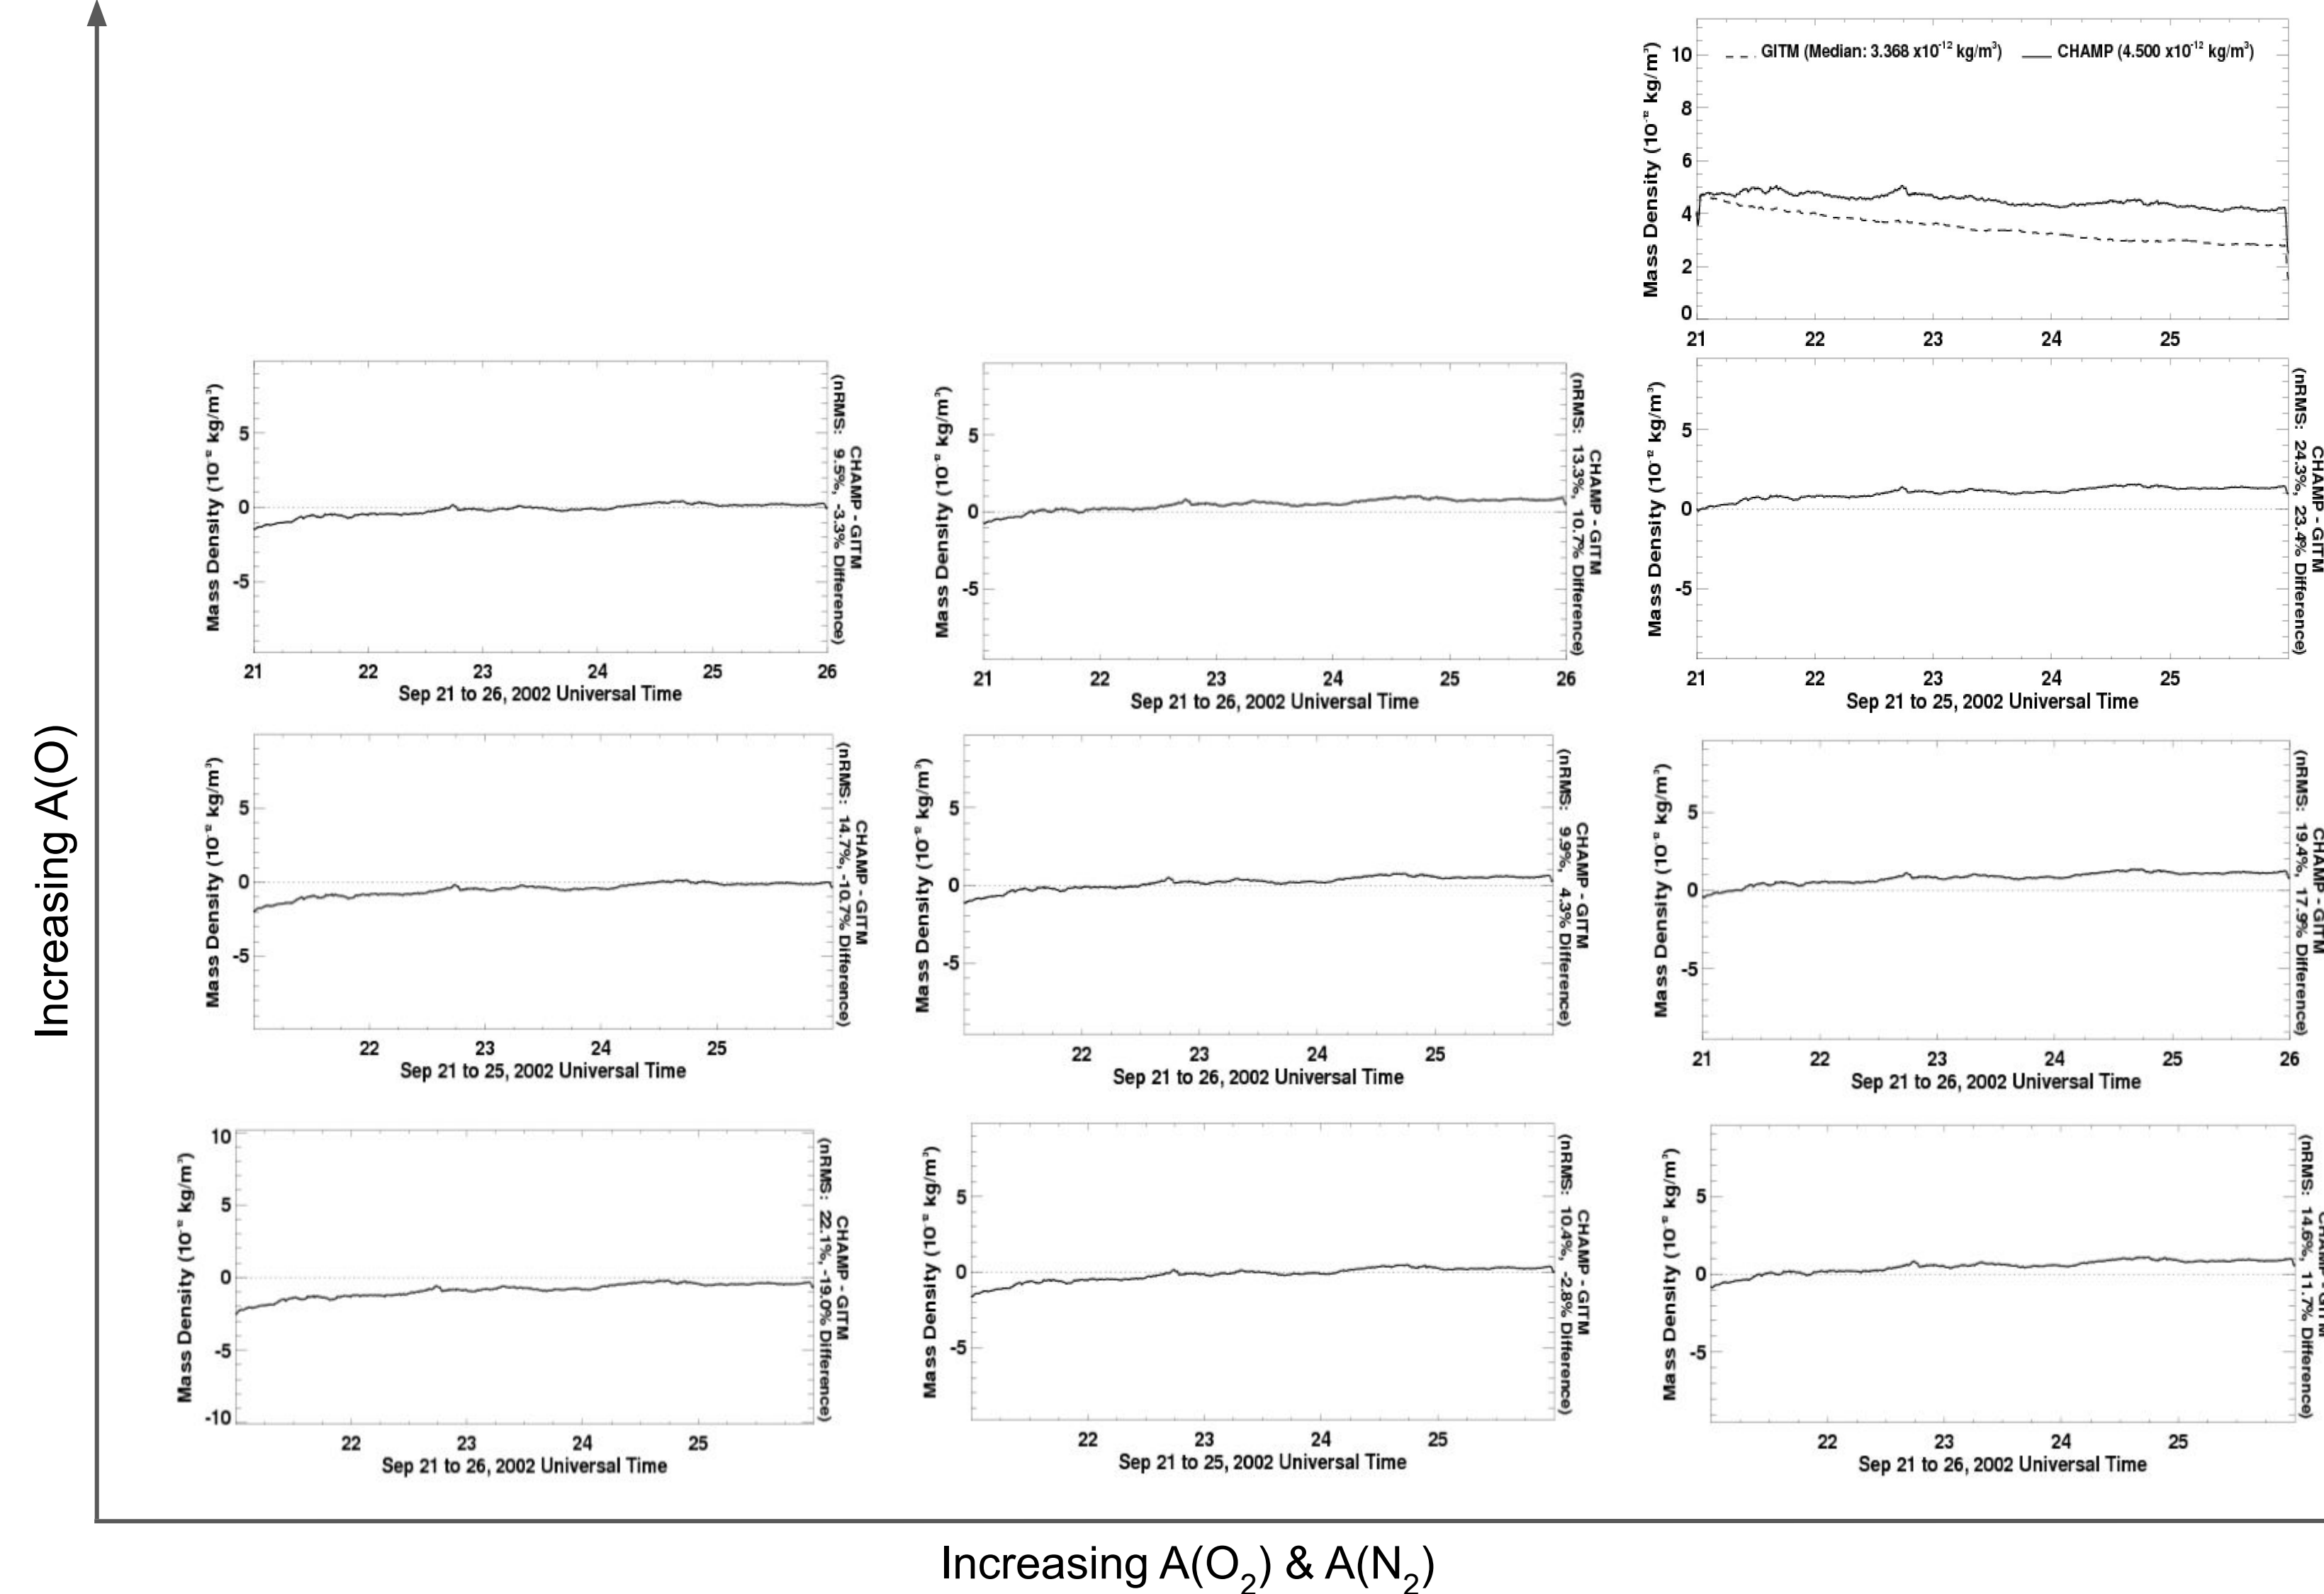 Increasing A(O)
Mass Density (10⁻¹² kg/m³)
10
8
6
4
2
0
GITM (Median: 3.368 x10⁻¹² kg/m³) CHAMP (4.500 x10⁻¹² kg/m³)
21 22 23 24 25
Mass Density (10⁻¹² kg/m³)
5
0
-5
CHAMP - GITM
(nRMS: 9.5%, -3.3% Difference)
21 22 23 24 25 26
Sep 21 to 26, 2002 Universal Time
Mass Density (10⁻¹² kg/m³)
5
0
-5
CHAMP - GITM
(nRMS: 13.3%, 10.7% Difference)
21 22 23 24 25 26
Sep 21 to 26, 2002 Universal Time
Mass Density (10⁻¹² kg/m³)
5
0
-5
CHAMP - GITM
(nRMS: 24.3%, 23.4% Difference)
21 22 23 24 25
Sep 21 to 25, 2002 Universal Time
Mass Density (10⁻¹² kg/m³)
5
0
-5
CHAMP - GITM
(nRMS: 14.7%, -10.7% Difference)
22 23 24 25
Sep 21 to 25, 2002 Universal Time
Mass Density (10⁻¹² kg/m³)
5
0
-5
CHAMP - GITM
(nRMS: 9.9%, 4.3% Difference)
22 23 24 25
Sep 21 to 26, 2002 Universal Time
Mass Density (10⁻¹² kg/m³)
5
0
-5
CHAMP - GITM
(nRMS: 19.4%, 17.9% Difference)
21 22 23 24 25 26
Sep 21 to 26, 2002 Universal Time
Mass Density (10⁻¹² kg/m³)
10
5
0
-5
-10
CHAMP - GITM
(nRMS: 22.1%, -19.0% Difference)
22 23 24 25
Sep 21 to 26, 2002 Universal Time
Mass Density (10⁻¹² kg/m³)
5
0
-5
CHAMP - GITM
(nRMS: 10.4%, -2.8% Difference)
22 23 24 25
Sep 21 to 25, 2002 Universal Time
Mass Density (10⁻¹² kg/m³)
5
0
-5
CHAMP - GITM
(nRMS: 14.6%, 11.7% Difference)
22 23 24 25
Sep 21 to 26, 2002 Universal Time
Increasing A(O₂) & A(N₂)